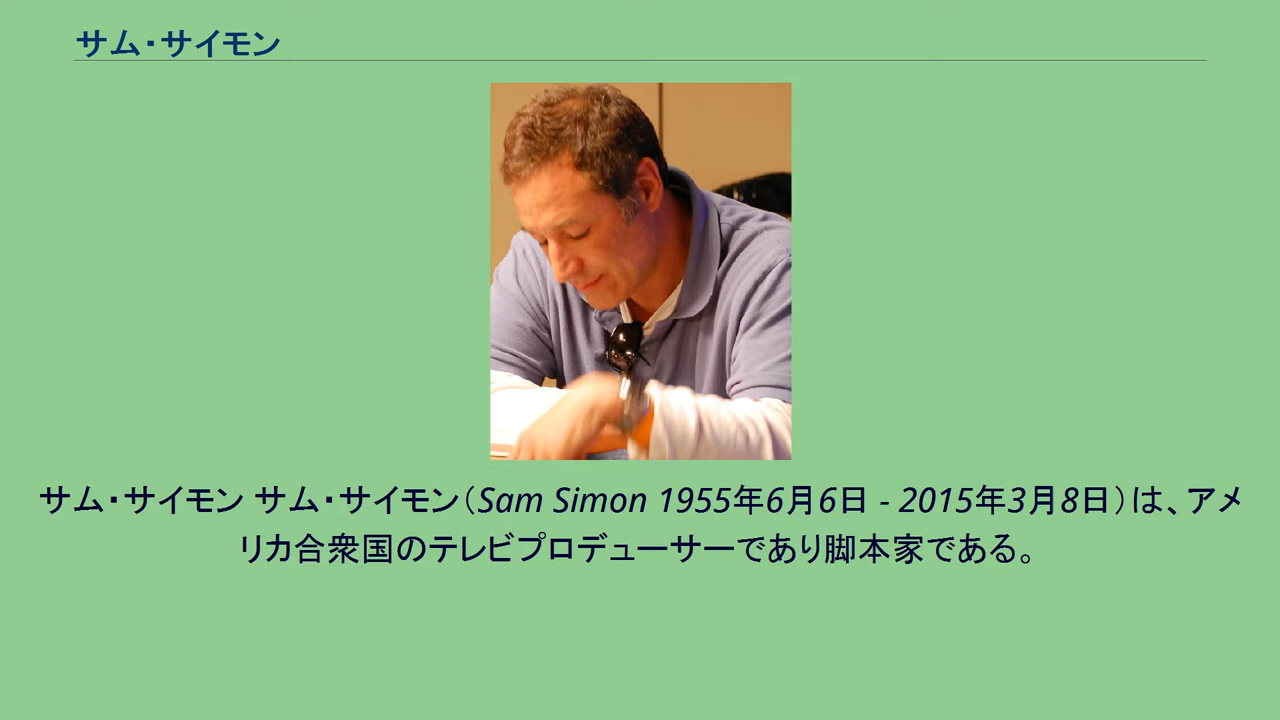 サム・サイモン
サム・サイモン サム・サイモン（Sam Simon 1955年6月6日 - 2015年3月8日）は、アメ
リカ合衆国のテレビプロデューサーであり脚本家である。